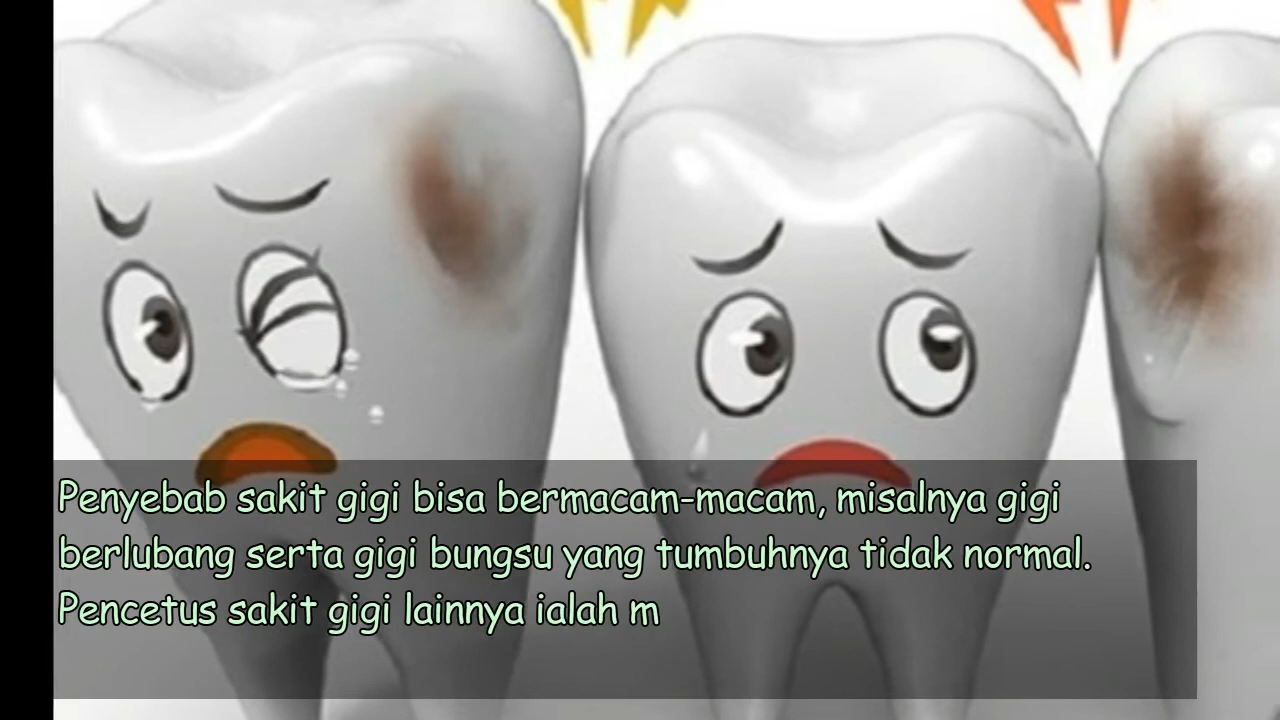 Penyebab sakit gigi bisa bermacam-macam, misalnya gigi
berlubang serta gigi bungsu yang tumbuhnya tidak normal.
Pencetus sakit gigi lainnya ialah m